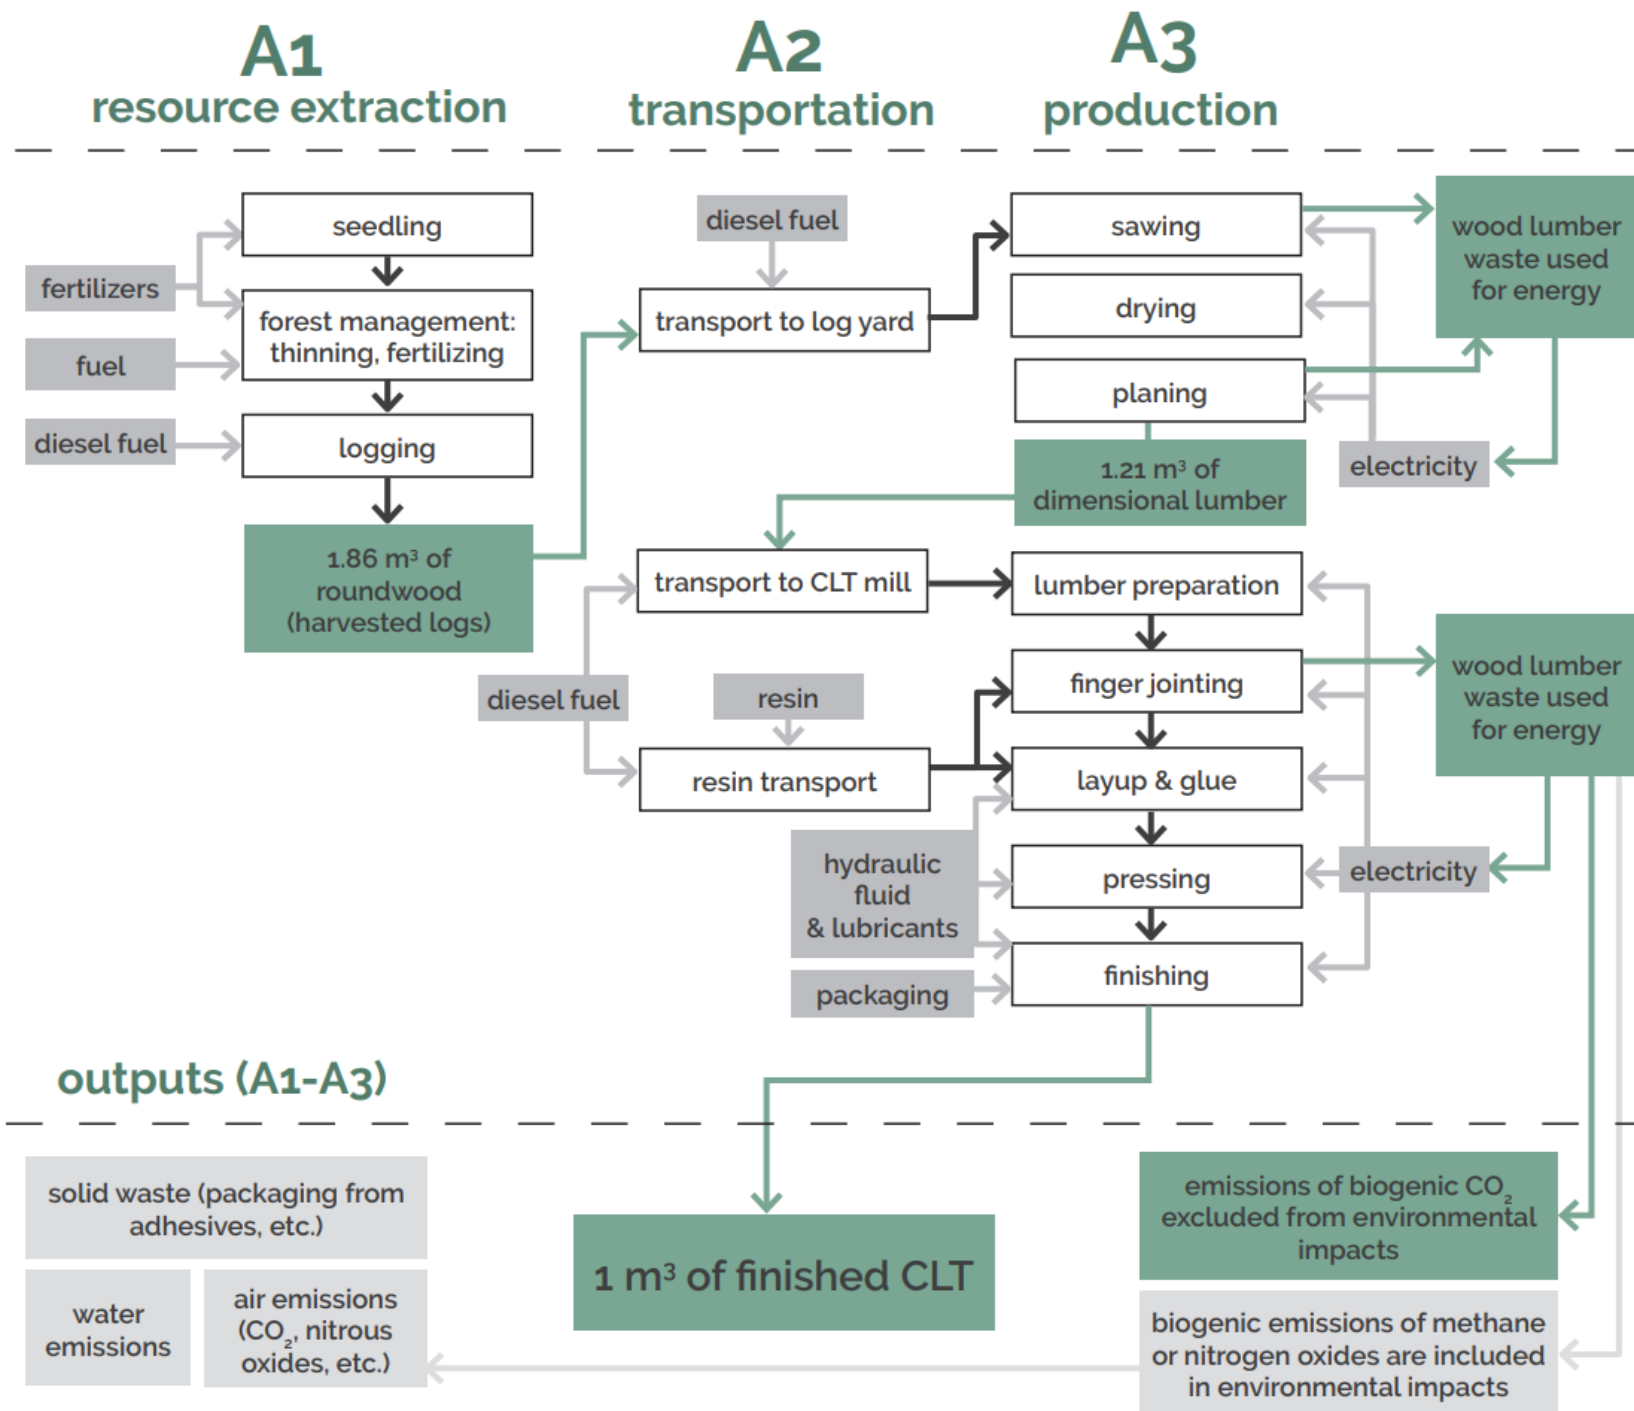 A1
resource extraction
A2
transportation
A3
production
seedling
fertilizers
forest management:
thinning, fertilizing
fuel
diesel fuel
logging
1.86 m³ of
roundwood
(harvested logs)
diesel fuel
transport to log yard
sawing
drying
planing
wood lumber
waste used
for energy
electricity
1.21 m³ of
dimensional lumber
transport to CLT mill
diesel fuel
resin
resin transport
lumber preparation
finger jointing
layup & glue
pressing
finishing
hydraulic
fluid
& lubricants
packaging
wood lumber
waste used
for energy
electricity
outputs (A1-A3)
solid waste (packaging from
adhesives, etc.)
water
emissions
air emissions
(CO₂, nitrous
oxides, etc.)
1 m³ of finished CLT
emissions of biogenic CO₂
excluded from environmental
impacts
biogenic emissions of methane
or nitrogen oxides are included
in environmental impacts